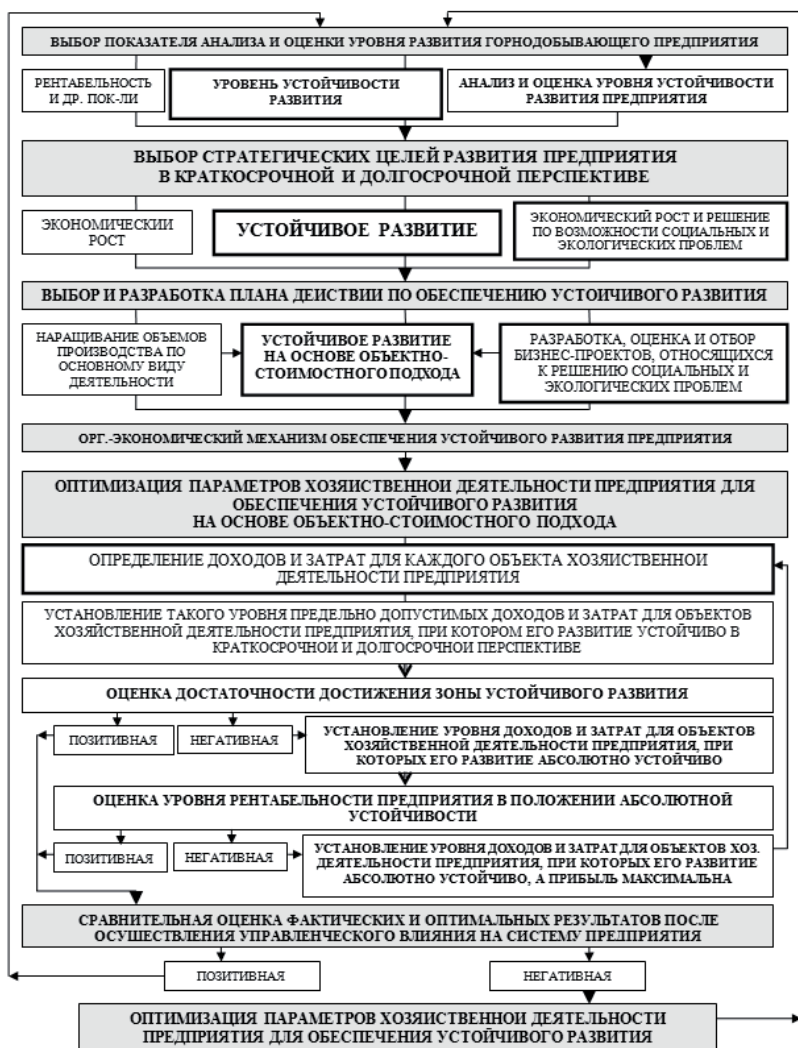 ВЫБОР ПОКАЗАТЕЛЯ АНАЛИЗА И ОЦЕНКИ УРОВНЯ РАЗВИТИЯ ГОРНОДОБЫВАЮЩЕГО ПРЕДПРИЯТИЯ
РЕНТАБЕЛЬНОСТЬ
И ДР. ПОК-ЛИ
УРОВЕНЬ УСТОЙЧИВОСТИ
РАЗВИТИЯ
АНАЛИЗ И ОЦЕНКА УРОВНЯ УСТОЙЧИВОСТИ
РАЗВИТИЯ ПРЕДПРИЯТИЯ
ВЫБОР СТРАТЕГИЧЕСКИХ ЦЕЛЕЙ РАЗВИТИЯ ПРЕДПРИЯТИЯ
В КРАТКОСРОЧНОЙ И ДОЛГОСРОЧНОЙ ПЕРСПЕКТИВЕ
ЭКОНОМИЧЕСКИЙ
РОСТ
УСТОЙЧИВОЕ РАЗВИТИЕ
ЭКОНОМИЧЕСКИЙ РОСТ И РЕШЕНИЕ
ПО ВОЗМОЖНОСТИ СОЦИАЛЬНЫХ И
ЭКОЛОГИЧЕСКИХ ПРОБЛЕМ
ВЫБОР И РАЗРАБОТКА ПЛАНА ДЕЙСТВИЙ ПО ОБЕСПЕЧЕНИЮ УСТОЙЧИВОГО РАЗВИТИЯ
НАРАЩИВАНИЕ ОБЪЕМОВ
ПРОИЗВОДСТВА ПО
ОСНОВНОМУ ВИДУ
ДЕЯТЕЛЬНОСТИ
УСТОЙЧИВОЕ РАЗВИТИЕ
НА ОСНОВЕ ОБЪЕКТНО-
СТОИМОСТНОГО ПОДХОДА
РАЗРАБОТКА, ОЦЕНКА И ОТБОР
БИЗНЕС-ПРОЕКТОВ, ОТНОСЯЩИХСЯ
К РЕШЕНИЮ СОЦИАЛЬНЫХ И
ЭКОЛОГИЧЕСКИХ ПРОБЛЕМ
ОРГ.-ЭКОНОМИЧЕСКИЙ МЕХАНИЗМ ОБЕСПЕЧЕНИЯ УСТОЙЧИВОГО РАЗВИТИЯ ПРЕДПРИЯТИЯ
ОПТИМИЗАЦИЯ ПАРАМЕТРОВ ХОЗЯЙСТВЕННОЙ ДЕЯТЕЛЬНОСТИ ПРЕДПРИЯТИЯ ДЛЯ
ОБЕСПЕЧЕНИЯ УСТОЙЧИВОГО РАЗВИТИЯ
НА ОСНОВЕ ОБЪЕКТНО-СТОИМОСТНОГО ПОДХОДА
ОПРЕДЕЛЕНИЕ ДОХОДОВ И ЗАТРАТ ДЛЯ КАЖДОГО ОБЪЕКТА ХОЗЯЙСТВЕННОЙ
ДЕЯТЕЛЬНОСТИ ПРЕДПРИЯТИЯ
УСТАНОВЛЕНИЕ ТАКОГО УРОВНЯ ПРЕДЕЛЬНО ДОПУСТИМЫХ ДОХОДОВ И ЗАТРАТ ДЛЯ ОБЪЕКТОВ
ХОЗЯЙСТВЕННОЙ ДЕЯТЕЛЬНОСТИ ПРЕДПРИЯТИЯ, ПРИ КОТОРОМ ЕГО РАЗВИТИЕ УСТОЙЧИВО В
КРАТКОСРОЧНОЙ И ДОЛГОСРОЧНОЙ ПЕРСПЕКТИВЕ
ОЦЕНКА ДОСТАТОЧНОСТИ ДОСТИЖЕНИЯ ЗОНЫ УСТОЙЧИВОГО РАЗВИТИЯ
ПОЗИТИВНАЯ
НЕГАТИВНАЯ
УСТАНОВЛЕНИЕ УРОВНЯ ДОХОДОВ И ЗАТРАТ ДЛЯ ОБЪЕКТОВ
ХОЗЯЙСТВЕННОЙ ДЕЯТЕЛЬНОСТИ ПРЕДПРИЯТИЯ, ПРИ
КОТОРЫХ ЕГО РАЗВИТИЕ АБСОЛЮТНО УСТОЙЧИВО
ОЦЕНКА УРОВНЯ РЕНТАБЕЛЬНОСТИ ПРЕДПРИЯТИЯ В ПОЛОЖЕНИИ АБСОЛЮТНОЙ
УСТОЙЧИВОСТИ
ПОЗИТИВНАЯ
НЕГАТИВНАЯ
УСТАНОВЛЕНИЕ УРОВНЯ ДОХОДОВ И ЗАТРАТ ДЛЯ ОБЪЕКТОВ ХОЗ.
ДЕЯТЕЛЬНОСТИ ПРЕДПРИЯТИЯ, ПРИ КОТОРЫХ ЕГО РАЗВИТИЕ
АБСОЛЮТНО УСТОЙЧИВО, А ПРИБЫЛЬ МАКСИМАЛЬНА
СРАВНИТЕЛЬНАЯ ОЦЕНКА ФАКТИЧЕСКИХ И ОПТИМАЛЬНЫХ РЕЗУЛЬТАТОВ ПОСЛЕ
ОСУЩЕСТВЛЕНИЯ УПРАВЛЕНЧЕСКОГО ВЛИЯНИЯ НА СИСТЕМУ ПРЕДПРИЯТИЯ
ПОЗИТИВНАЯ
НЕГАТИВНАЯ
ОПТИМИЗАЦИЯ ПАРАМЕТРОВ ХОЗЯЙСТВЕННОЙ ДЕЯТЕЛЬНОСТИ
ПРЕДПРИЯТИЯ ДЛЯ ОБЕСПЕЧЕНИЯ УСТОЙЧИВОГО РАЗВИТИЯ